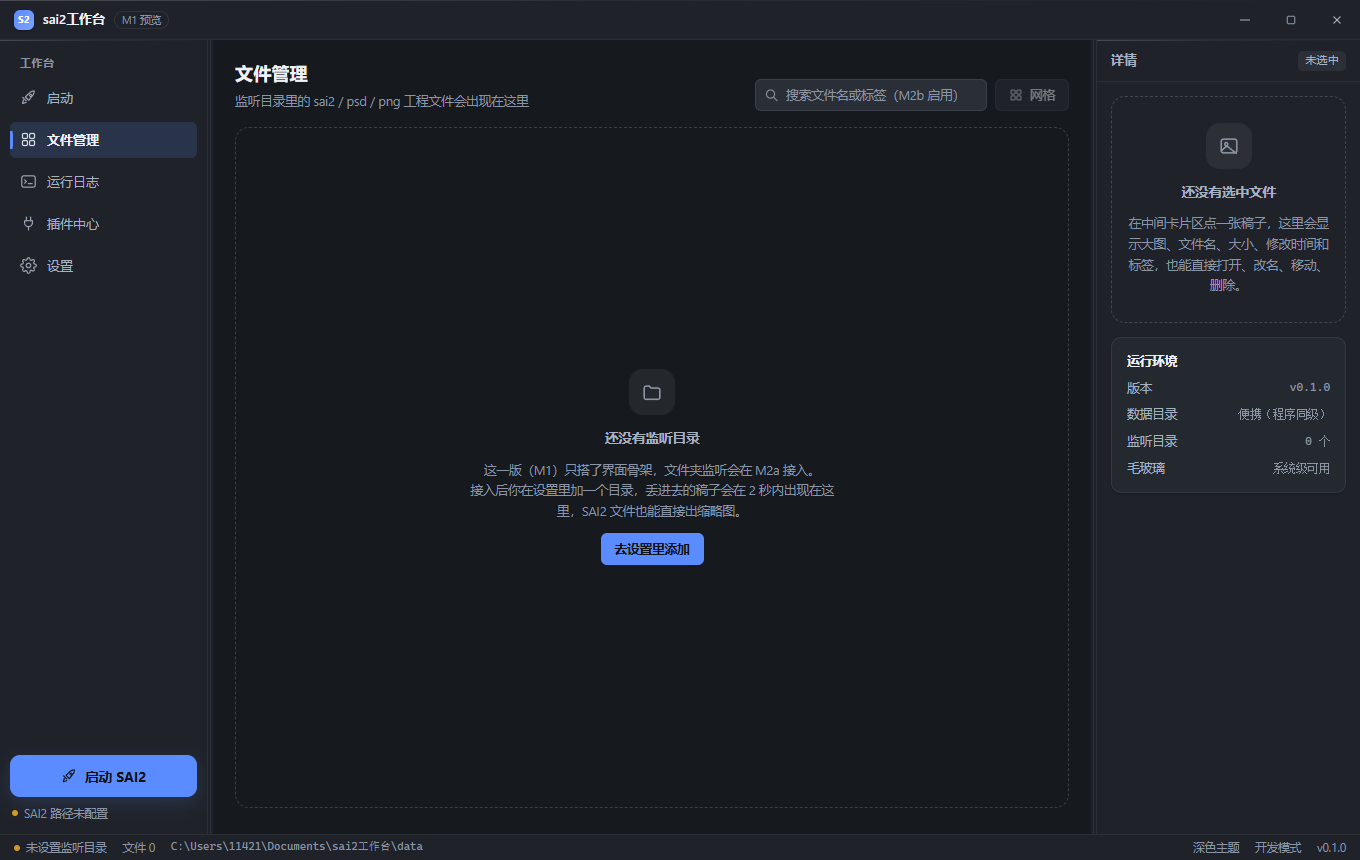 S2 sai2工作台 M1 预览
工作台
启动
文件管理
运行日志
插件中心
设置
启动 SAI2
SAI2 路径未配置
文件管理
监听目录里的 sai2 / psd / png 工程文件会出现在这里
搜索文件名或标签（M2b 启用）
网格
还没有监听目录
这一版（M1）只搭了界面骨架，文件夹监听会在 M2a 接入。
接入后你在设置里加一个目录，丢进去的稿子会在 2 秒内出现在这
里，SAI2 文件也能直接出缩略图。
去设置里添加
详情
未选中
还没有选中文件
在中间卡片区点一张稿子，这里会显
示大图、文件名、大小、修改时间和
标签，也能直接打开、改名、移动、
删除。
运行环境
版本 v0.1.0
数据目录 便携（程序同级）
监听目录 0 个
毛玻璃 系统级可用
未设置监听目录 文件 0 C:\Users\11421\Documents\sai2工作台\data
深色主题 开发模式 v0.1.0